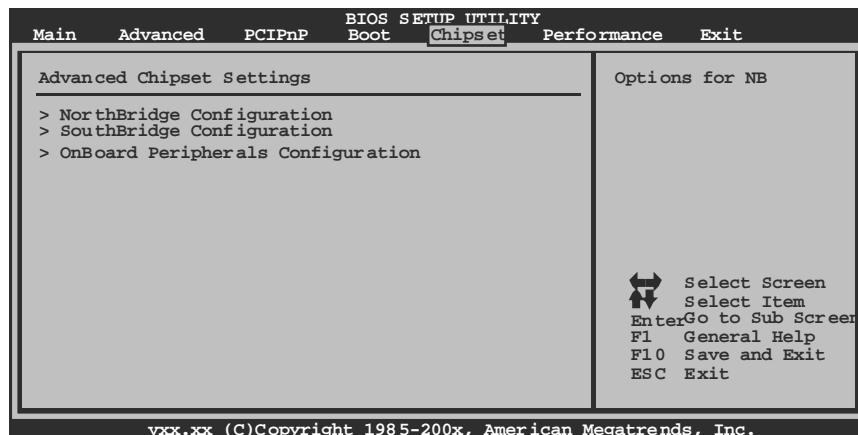 BIOS SETUP UTILITY
Main Advanced PCIPnP Boot Chipset Performance Exit
Advanced Chipset Settings
> NorthBridge Configuration
> SouthBridge Configuration
> OnBoard Peripherals Configuration
Options for NB
Select Screen
Select Item
Enter Go to Sub Screen
F1 General Help
F10 Save and Exit
ESC Exit
vxx.xx (C)Copyright 1985-200x, American Megatrends, Inc.